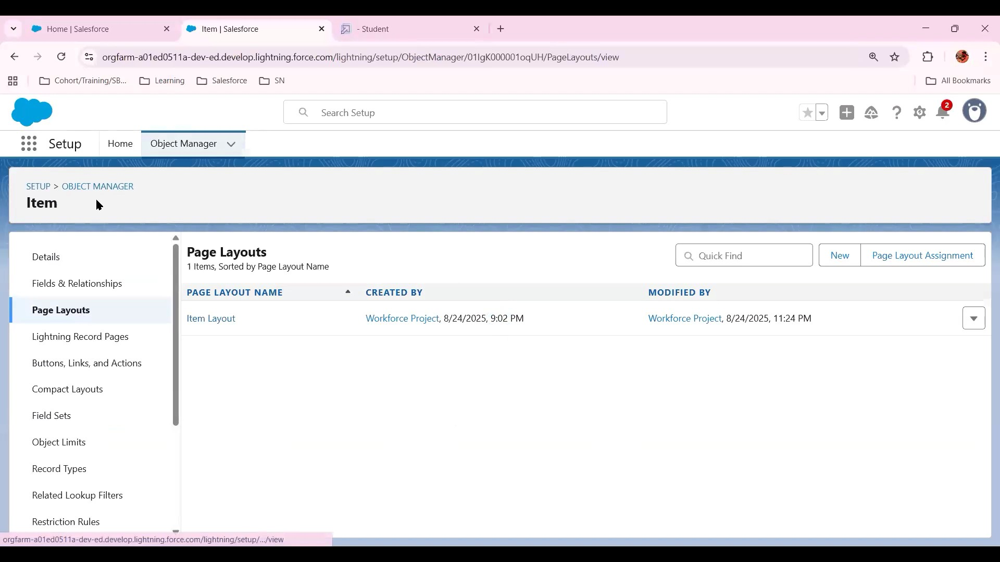 Home | Salesforce
Item | Salesforce
- Student
orgfarm-a01ed0511a-dev-ed.develop.lightning.force.com/lightning/setup/ObjectManager/01IgK000001oqUH/PageLayouts/view
Cohort/Training/SB...
Learning
Salesforce
SN
All Bookmarks
Search Setup
2
Setup
Home
Object Manager
SETUP > OBJECT MANAGER
Item
Details
Fields & Relationships
Page Layouts
Lightning Record Pages
Buttons, Links, and Actions
Compact Layouts
Field Sets
Object Limits
Record Types
Related Lookup Filters
Restriction Rules
Page Layouts
1 Items, Sorted by Page Layout Name
Quick Find
New
Page Layout Assignment
PAGE LAYOUT NAME CREATED BY MODIFIED BY
Item Layout Workforce Project, 8/24/2025, 9:02 PM Workforce Project, 8/24/2025, 11:24 PM
orgfarm-a01ed0511a-dev-ed.develop.lightning.force.com/lightning/setup/.../view